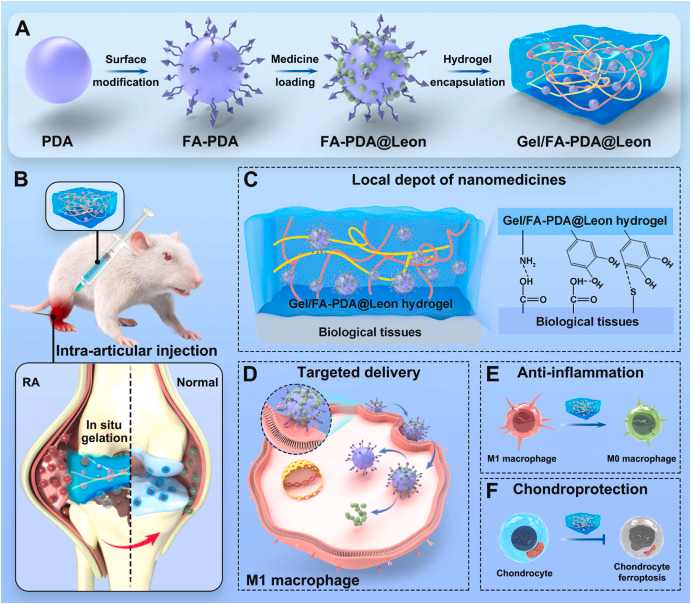 A
Surface
modification
Medicine
loading
Hydrogel
encapsulation
PDA
FA-PDA
FA-PDA@Leon
Gel/FA-PDA@Leon
B
Intra-articular injection
RA
Normal
In situ
gelation
C
Local depot of nanomedicines
Gel/FA-PDA@Leon hydrogel
Biological tissues
Gel/FA-PDA@Leon hydrogel
NH₂
OH
C=O
OH
OH
OH
C=O
OH
OH
S
Biological tissues
D
Targeted delivery
M1 macrophage
E
Anti-inflammation
M1 macrophage
M0 macrophage
F
Chondroprotection
Chondrocyte
Chondrocyte
ferroptosis